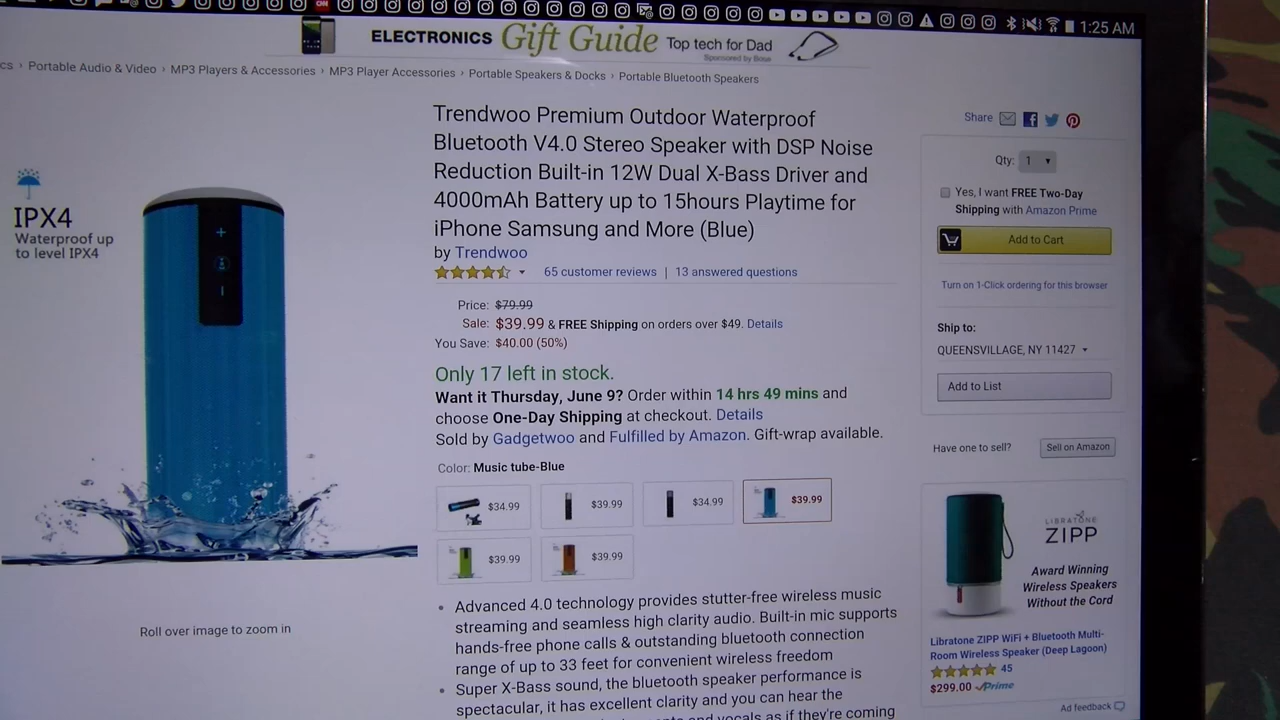 1:25 AM
ELECTRONICS Gift Guide Top tech for Dad
Sponsored by Bose
cs › Portable Audio & Video › MP3 Players & Accessories › MP3 Player Accessories › Portable Speakers & Docks › Portable Bluetooth Speakers
IPX4
Waterproof up
to level IPX4
Roll over image to zoom in
Trendwoo Premium Outdoor Waterproof
Bluetooth V4.0 Stereo Speaker with DSP Noise
Reduction Built-in 12W Dual X-Bass Driver and
4000mAh Battery up to 15hours Playtime for
iPhone Samsung and More (Blue)
by Trendwoo
65 customer reviews | 13 answered questions
Price: $79.99
Sale: $39.99 & FREE Shipping on orders over $49. Details
You Save: $40.00 (50%)
Only 17 left in stock.
Want it Thursday, June 9? Order within 14 hrs 49 mins and
choose One-Day Shipping at checkout. Details
Sold by Gadgetwoo and Fulfilled by Amazon. Gift-wrap available.
Color: Music tube-Blue
$34.99 $39.99 $34.99 $39.99
$39.99 $39.99
• Advanced 4.0 technology provides stutter-free wireless music
streaming and seamless high clarity audio. Built-in mic supports
hands-free phone calls & outstanding bluetooth connection
range of up to 33 feet for convenient wireless freedom
• Super X-Bass sound, the bluetooth speaker performance is
spectacular, it has excellent clarity and you can hear the
and vocals as if they're coming
Share
Qty: 1
Yes, I want FREE Two-Day
Shipping with Amazon Prime
Add to Cart
Turn on 1-Click ordering for this browser
Ship to:
QUEENSVILLAGE, NY 11427
Add to List
Have one to sell? Sell on Amazon
LIBRATONE
ZIPP
Award Winning
Wireless Speakers
Without the Cord
Libratone ZIPP WiFi + Bluetooth Multi-
Room Wireless Speaker (Deep Lagoon)
45
$299.00 Prime
Ad feedback